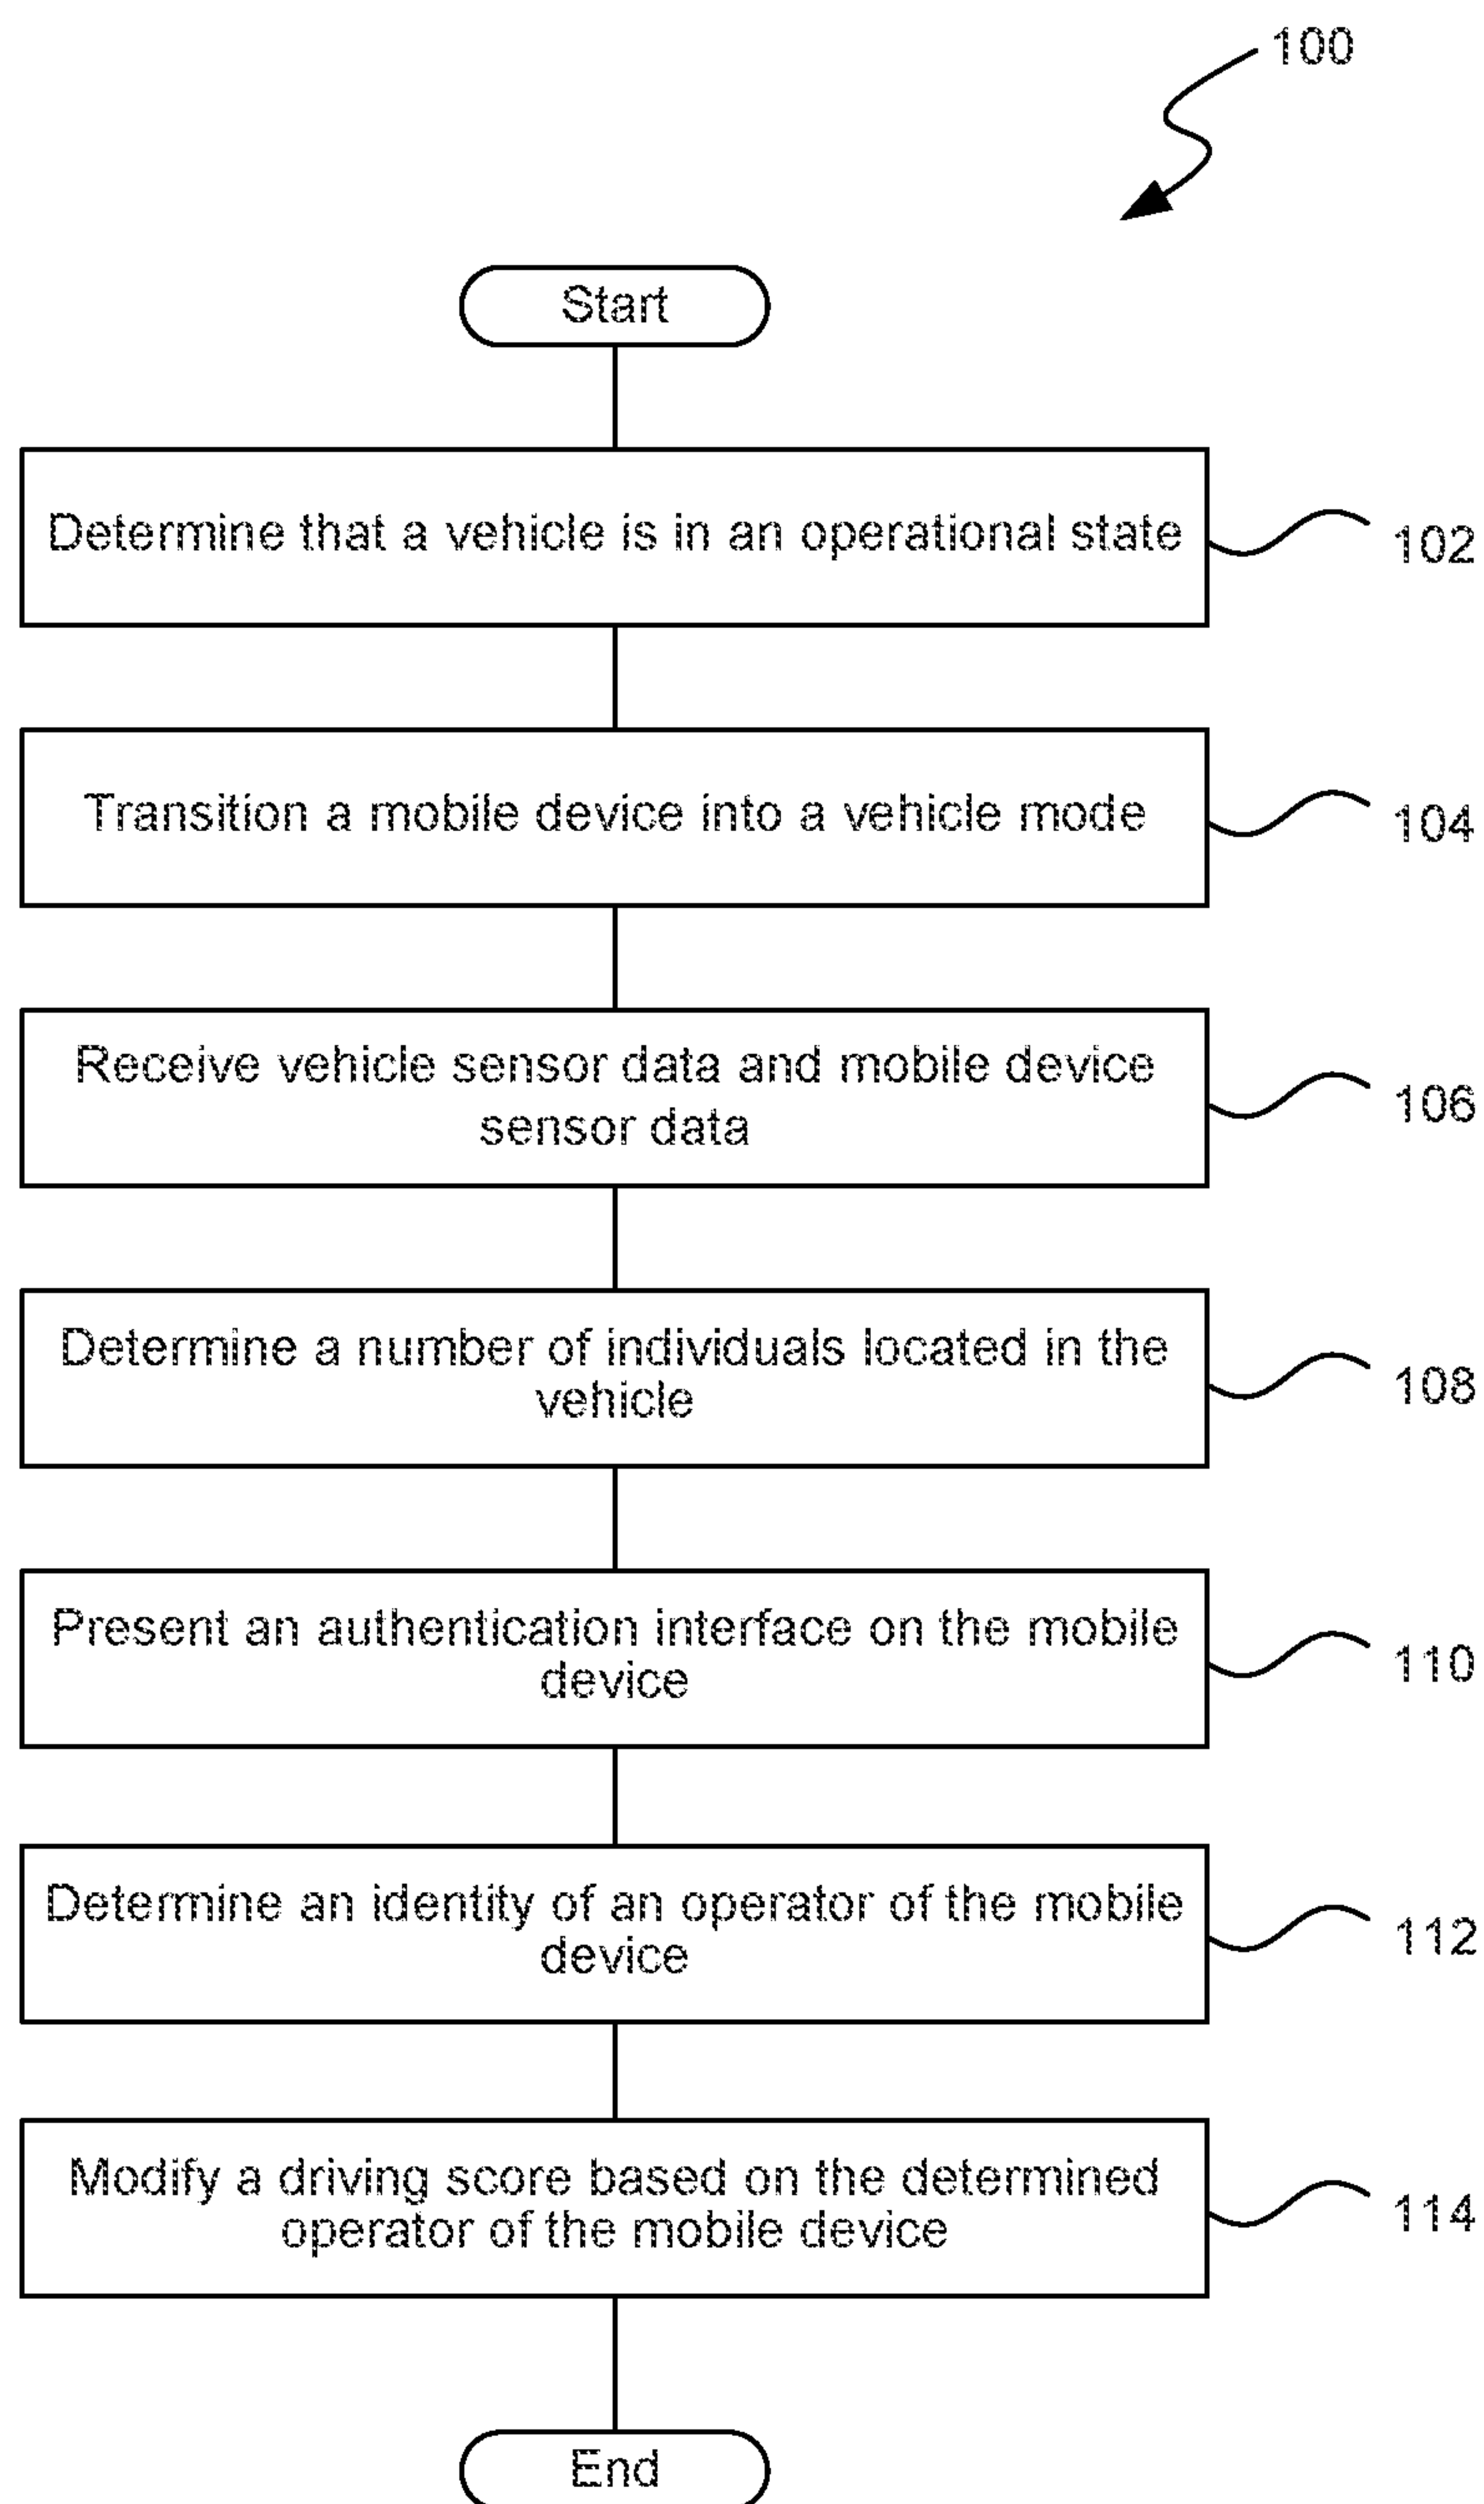 100
Start
Determine that a vehicle is in an operational state
102
Transition a mobile device into a vehicle mode
104
Receive vehicle sensor data and mobile device
sensor data
106
Determine a number of individuals located in the
vehicle
108
Present an authentication interface on the mobile
device
110
Determine an identity of an operator of the mobile
device
112
Modify a driving score based on the determined
operator of the mobile device
114
End